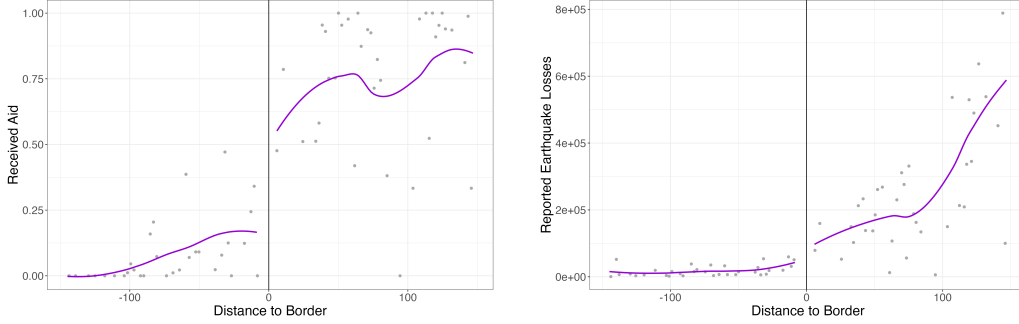 Received Aid
1.00
0.75
0.50
0.25
0.00
-100
0
100
Distance to Border
Reported Earthquake Losses
8e+05
6e+05
4e+05
2e+05
0e+00
-100
0
100
Distance to Border